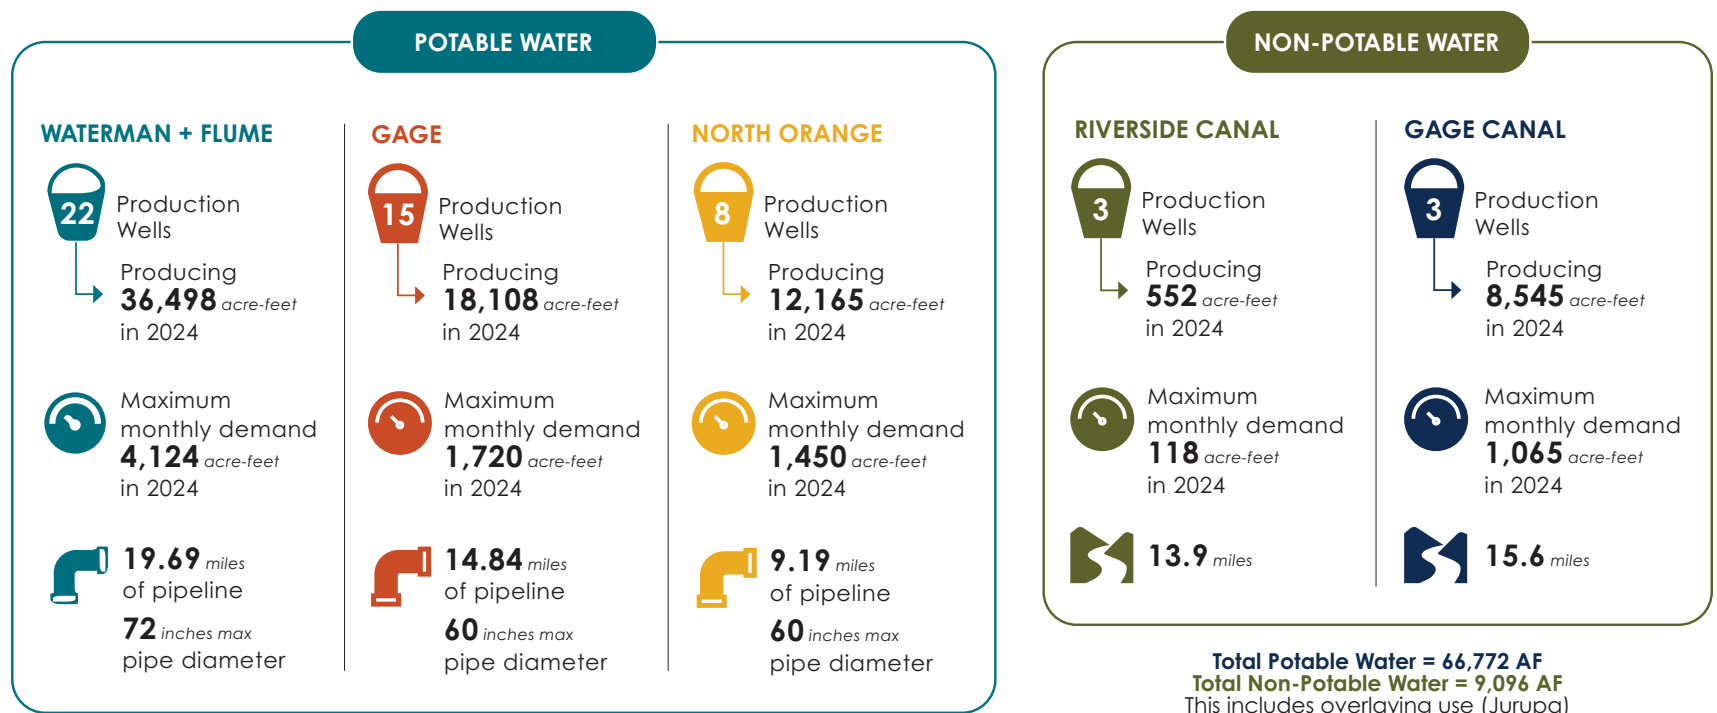 POTABLE WATER
WATERMAN + FLUME
22
Production
Wells
Producing
36,498 acre-feet
in 2024
Maximum
monthly demand
4,124 acre-feet
in 2024
19.69 miles
of pipeline
72 inches max
pipe diameter
GAGE
15
Production
Wells
Producing
18,108 acre-feet
in 2024
Maximum
monthly demand
1,720 acre-feet
in 2024
14.84 miles
of pipeline
60 inches max
pipe diameter
NORTH ORANGE
8
Production
Wells
Producing
12,165 acre-feet
in 2024
Maximum
monthly demand
1,450 acre-feet
in 2024
9.19 miles
of pipeline
60 inches max
pipe diameter
NON-POTABLE WATER
RIVERSIDE CANAL
3
Production
Wells
Producing
552 acre-feet
in 2024
Maximum
monthly demand
118 acre-feet
in 2024
13.9 miles
GAGE CANAL
3
Production
Wells
Producing
8,545 acre-feet
in 2024
Maximum
monthly demand
1,065 acre-feet
in 2024
15.6 miles
Total Potable Water = 66,772 AF
Total Non-Potable Water = 9,096 AF
This includes overlaying use (Jurupa)